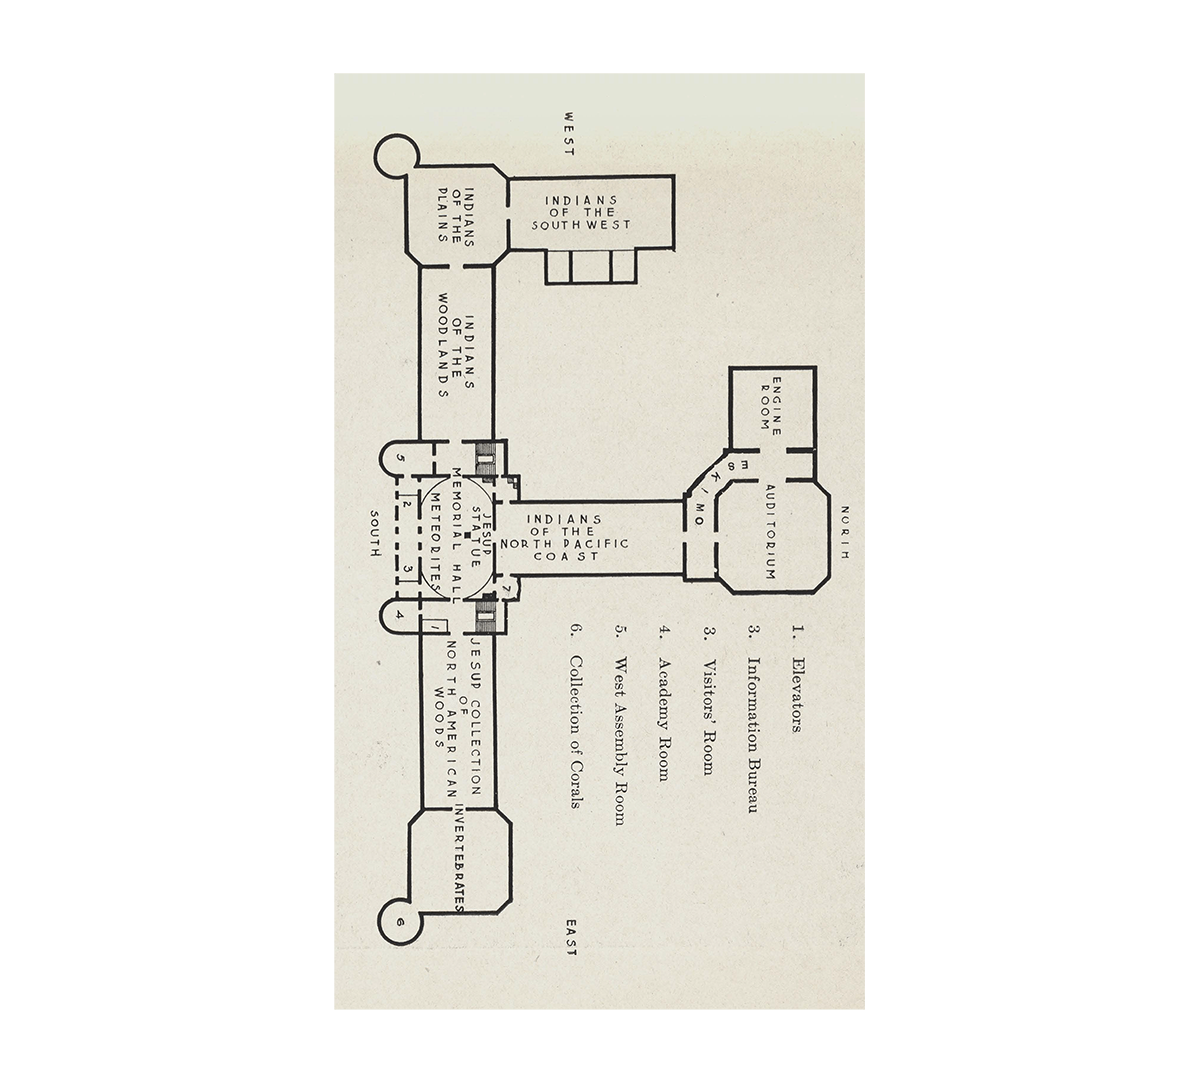 NORTH
WEST
EAST
SOUTH
ENGINE
ROOM
AUDITORIUM
ESKIMO
INDIANS
OF THE
SOUTHWEST
INDIANS
OF THE
PLAINS
INDIANS
OF THE
WOODLANDS
INDIANS
OF THE
NORTH PACIFIC
COAST
JESUP
STATUE
MEMORIAL HALL
METEORITES
5
2
3
4
1
7
JESUP COLLECTION
OF
NORTH AMERICAN
WOODS
INVERTEBRATES
6
1. Elevators
3. Information Bureau
3. Visitors' Room
4. Academy Room
5. West Assembly Room
6. Collection of Corals